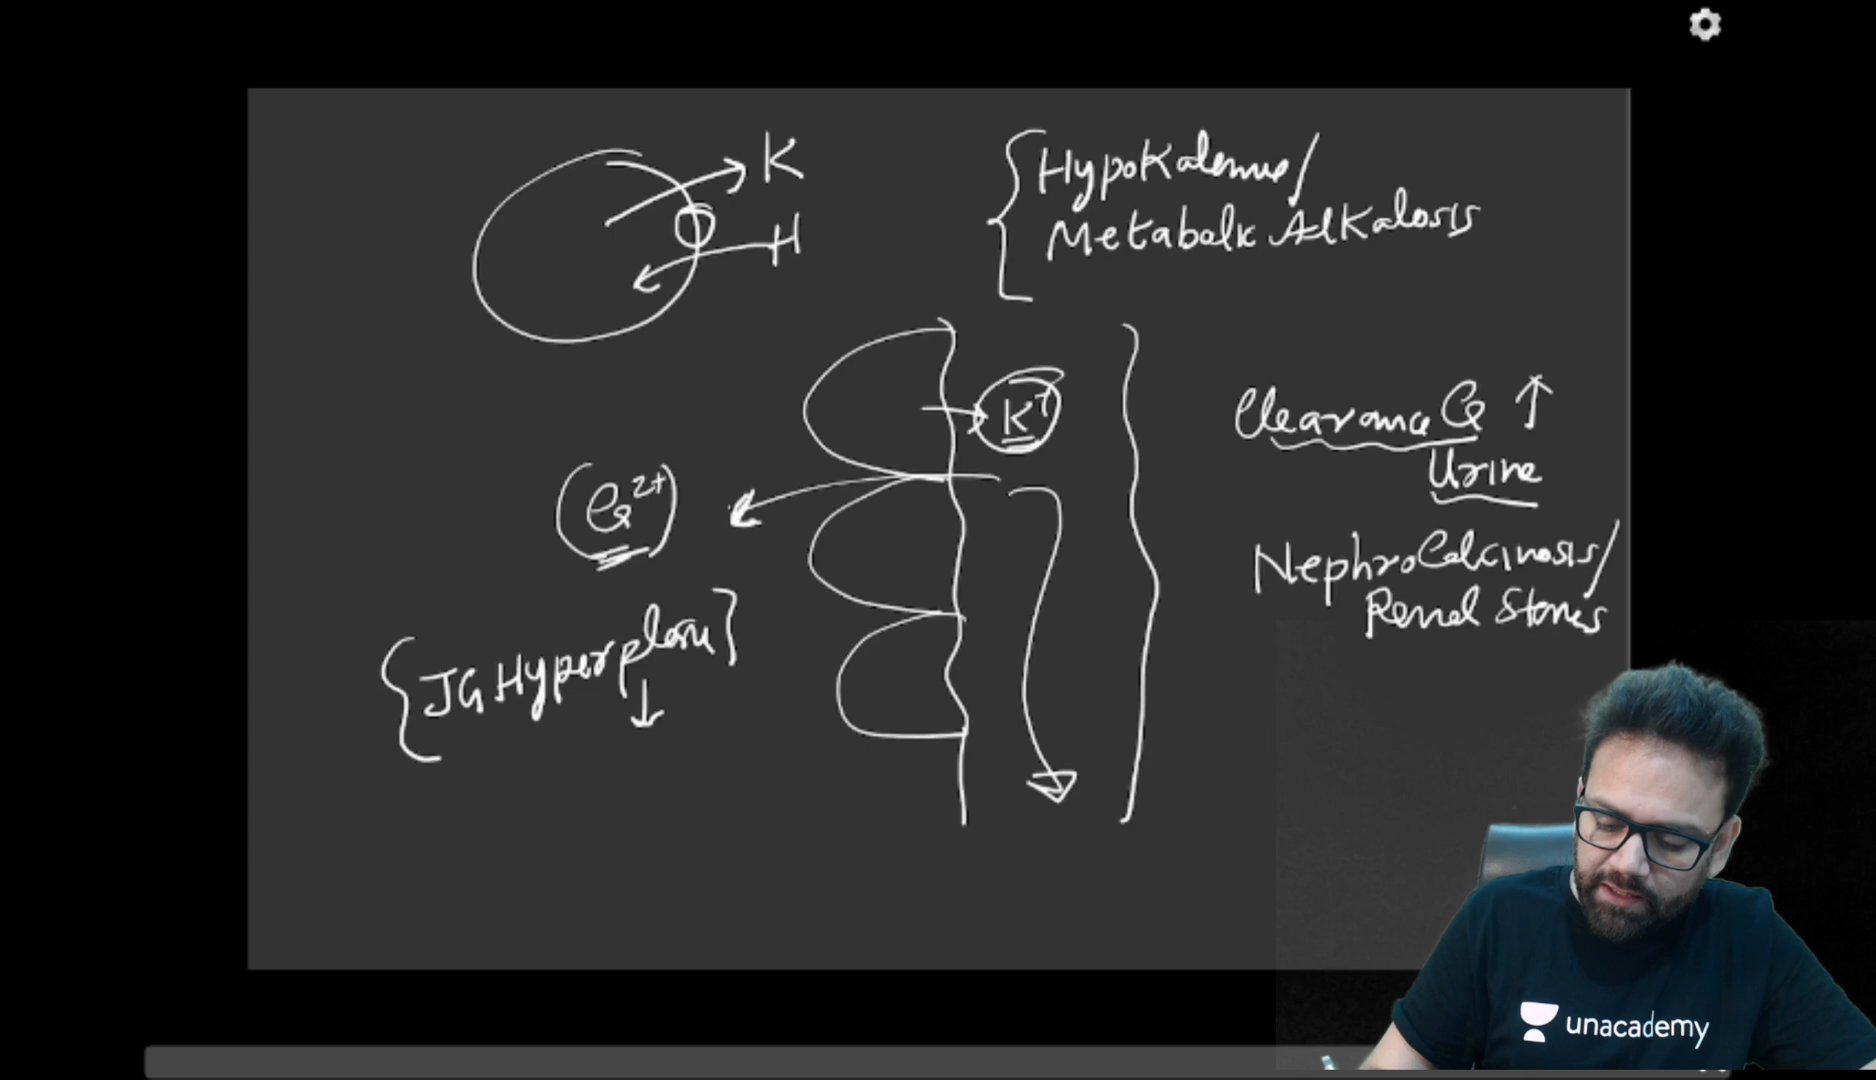 K
H
Hypokalemia/
Metabolic Alkalosis
K+
Clearance Ca ↑
Urine
Ca2+
Nephrocalcinosis/
Renal Stones
JG Hyperplasia
↓
unacademy